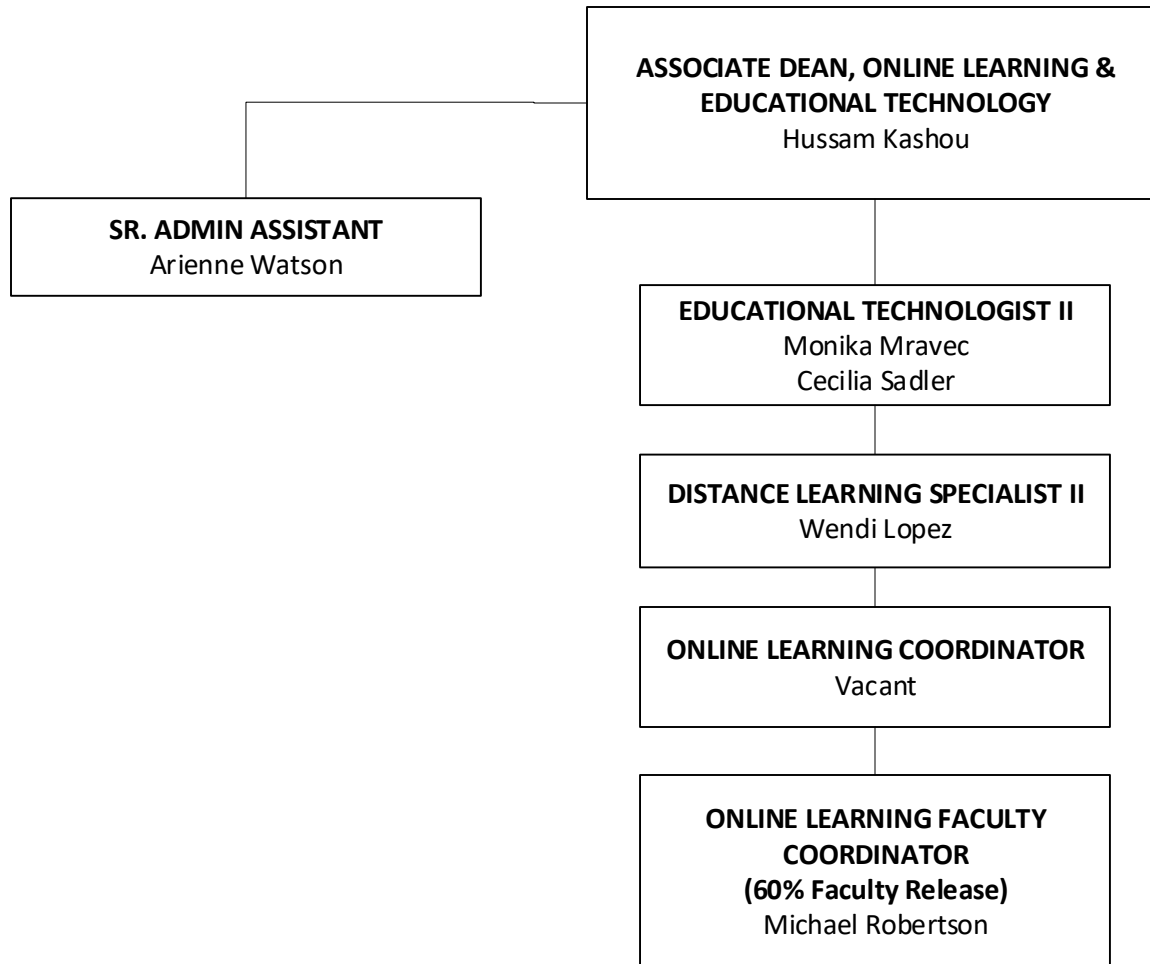 ASSOCIATE DEAN, ONLINE LEARNING &
EDUCATIONAL TECHNOLOGY
Hussam Kashou
SR. ADMIN ASSISTANT
Arienne Watson
EDUCATIONAL TECHNOLOGIST II
Monika Mravec
Cecilia Sadler
DISTANCE LEARNING SPECIALIST II
Wendi Lopez
ONLINE LEARNING COORDINATOR
Vacant
ONLINE LEARNING FACULTY
COORDINATOR
(60% Faculty Release)
Michael Robertson